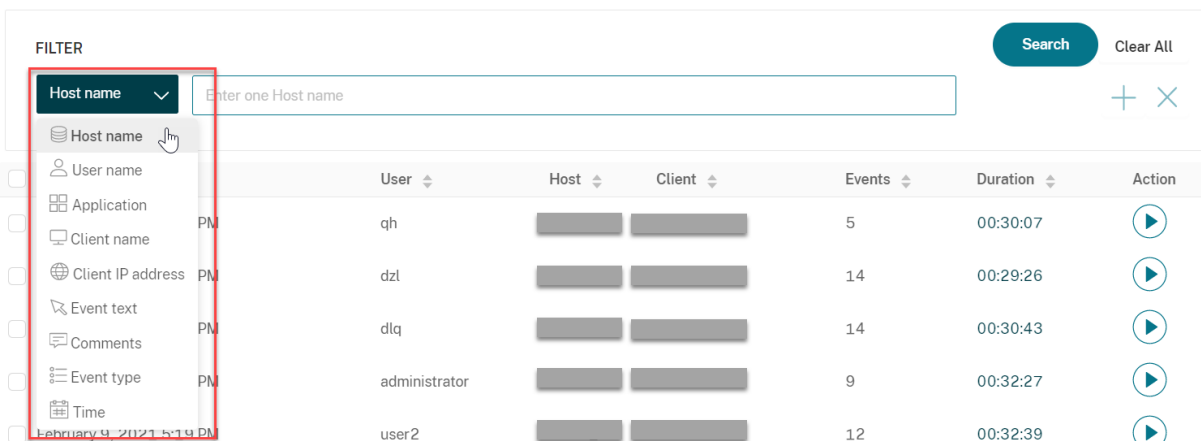 FILTER
Search
Clear All
Host name
Enter one Host name
Host name
User name
Application
Client name
Client IP address
Event text
Comments
Event type
Time
User Host Client Events Duration Action
PM qh 5 00:30:07
PM dzl 14 00:29:26
PM dlq 14 00:30:43
PM administrator 9 00:32:27
February 9, 2021 5:19 PM user2 12 00:32:39